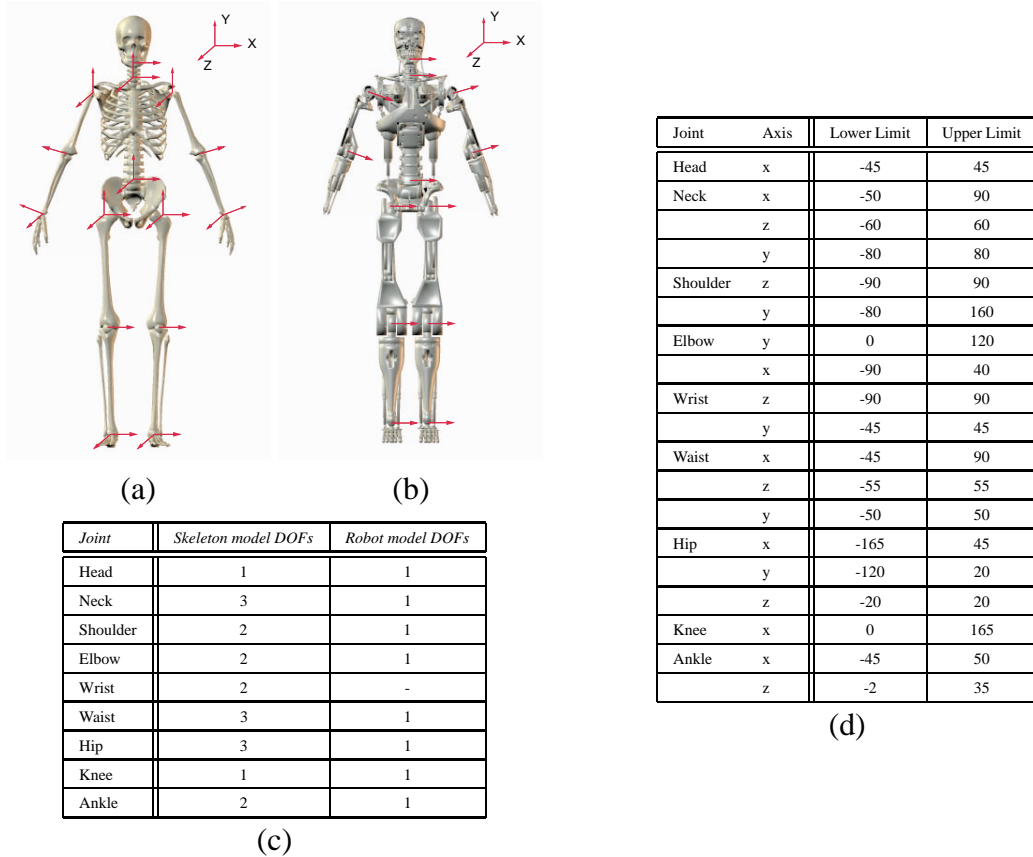 Y
X
Z
Y
X
Z
(a)
(b)
Joint Skeleton model DOFs Robot model DOFs
Head 1 1
Neck 3 1
Shoulder 2 1
Elbow 2 1
Wrist 2 -
Waist 3 1
Hip 3 1
Knee 1 1
Ankle 2 1
(c)
Joint Axis Lower Limit Upper Limit
Head x -45 45
Neck x -50 90
z -60 60
y -80 80
Shoulder z -90 90
y -80 160
Elbow y 0 120
x -90 40
Wrist z -90 90
y -45 45
Waist x -45 90
z -55 55
y -50 50
Hip x -165 45
y -120 20
z -20 20
Knee x 0 165
Ankle x -45 50
z -2 35
(d)